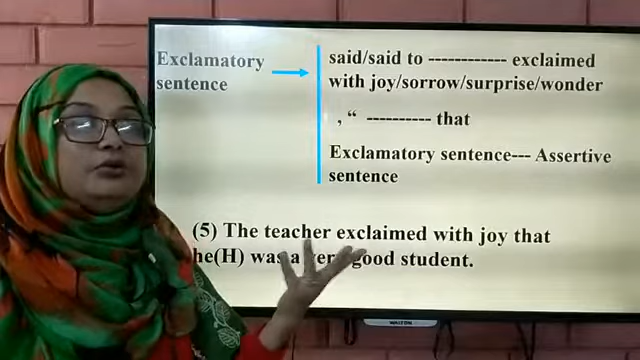 Exclamatory
sentence
said/said to ------------ exclaimed
with joy/sorrow/surprise/wonder
, “ ---------- that
Exclamatory sentence--- Assertive
sentence
(5) The teacher exclaimed with joy that
he(H) was a very good student.
WALTON